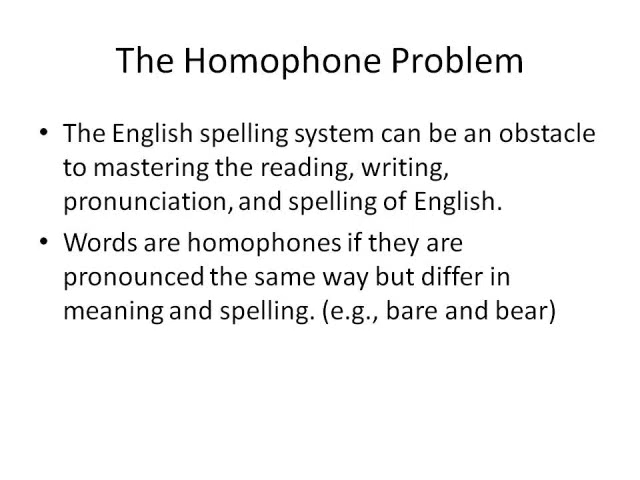 The Homophone Problem
• The English spelling system can be an obstacle
to mastering the reading, writing,
pronunciation, and spelling of English.
• Words are homophones if they are
pronounced the same way but differ in
meaning and spelling. (e.g., bare and bear)